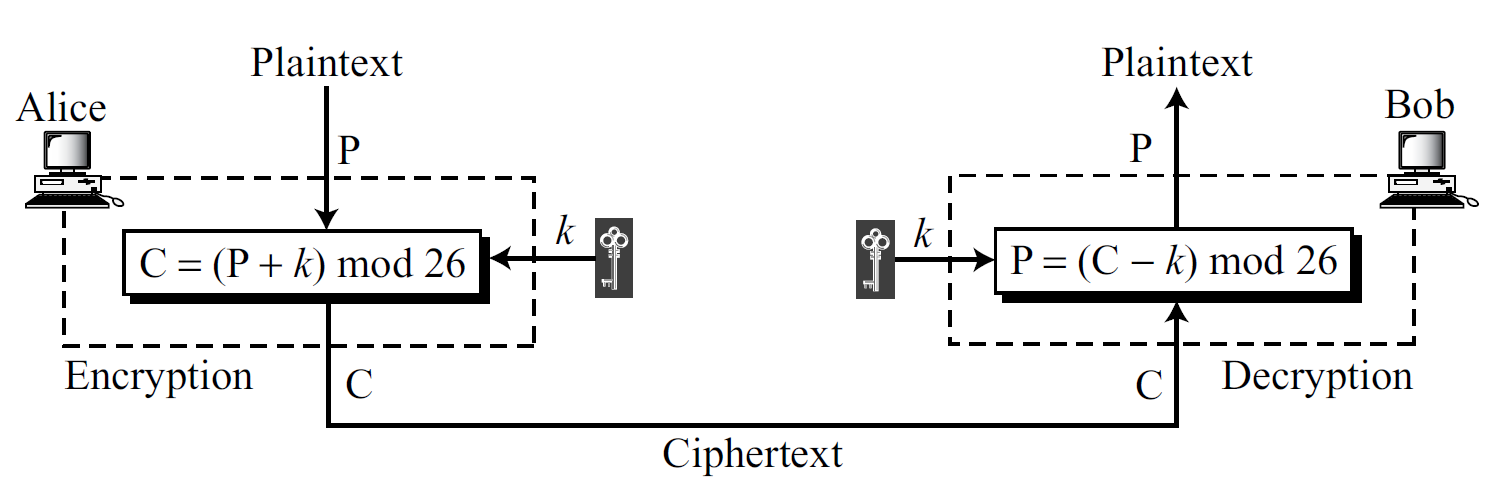 Plaintext
Plaintext
Alice
Bob
P
P
k
k
C = (P + k) mod 26
P = (C − k) mod 26
Encryption
C
C
Decryption
Ciphertext